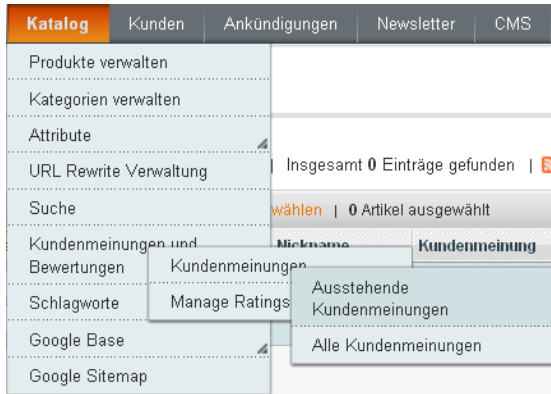 Katalog Kunden Ankündigungen Newsletter CMS
Produkte verwalten
Kategorien verwalten
Attribute
| Insgesamt 0 Einträge gefunden |
URL Rewrite Verwaltung
Suche
wählen | 0 Artikel ausgewählt
Kundenmeinungen und
Bewertungen
Nickname Kundenmeinung
Kundenmeinungen
Manage Ratings
Ausstehende
Kundenmeinungen
Alle Kundenmeinungen
Schlagworte
Google Base
Google Sitemap